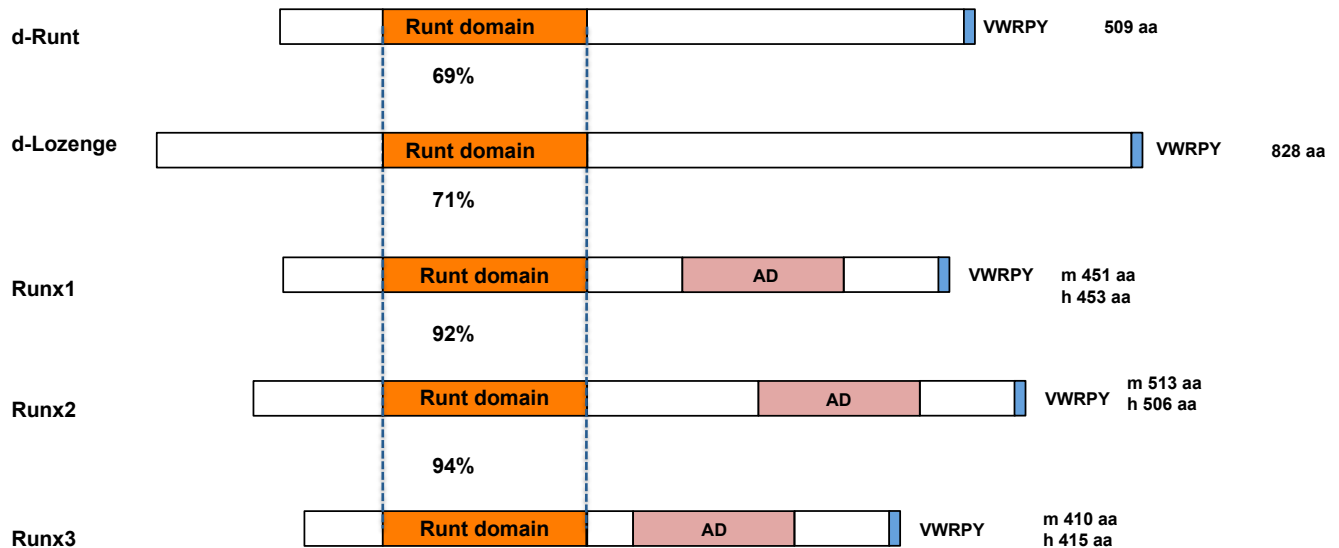 d-Runt
Runt domain
VWRPY
509 aa
69%
d-Lozenge
Runt domain
VWRPY
828 aa
71%
Runx1
Runt domain
AD
VWRPY
m 451 aa
h 453 aa
92%
Runx2
Runt domain
AD
VWRPY
m 513 aa
h 506 aa
94%
Runx3
Runt domain
AD
VWRPY
m 410 aa
h 415 aa